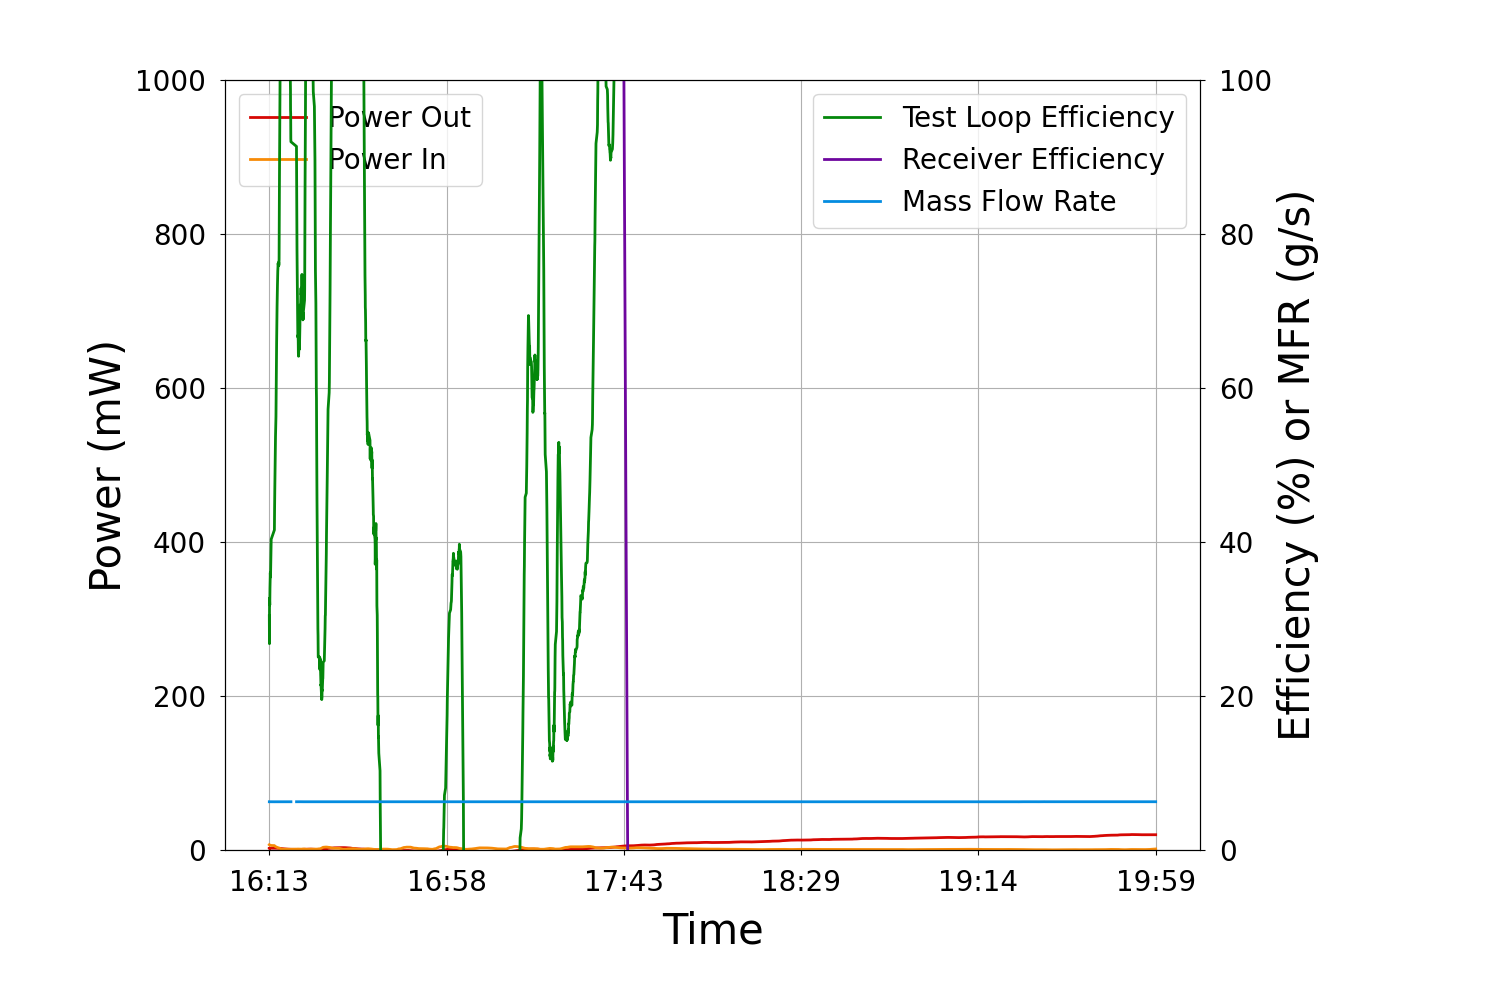 1000
800
600
400
200
0
Power (mW)
Power Out
Power In
Test Loop Efficiency
Receiver Efficiency
Mass Flow Rate
100
80
60
40
20
0
Efficiency (%) or MFR (g/s)
16:13 16:58 17:43 18:29 19:14 19:59
Time